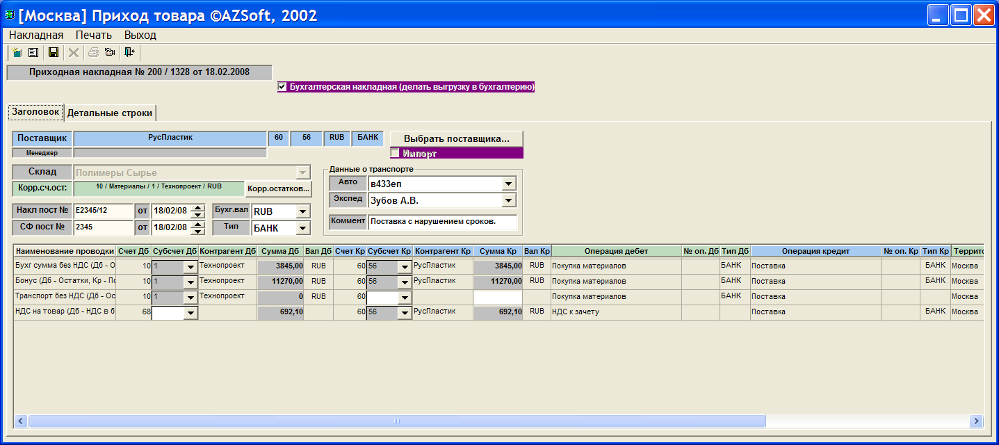 [Москва] Приход товара ©AZSoft, 2002
Накладная Печать Выход
Приходная накладная № 200 / 1328 от 18.02.2008
Бухгалтерская накладная (делать выгрузку в бухгалтерию)
Заголовок Детальные строки
Поставщик РусПластик 60 56 RUB БАНК Выбрать поставщика...
Менеджер Импорт
Склад Полимеры Сырье Данные о транспорте
Корр.сч.ост: 10 / Материалы / 1 / Технопроект / RUB Корр.остатков... Авто в433еп
Экспед Зубов А.В.
Накл пост № Е2345/12 от 18/02/08 Бухг.вал RUB
СФ пост № 2345 от 18/02/08 Тип БАНК Коммент Поставка с нарушением сроков.
Наименование проводки Счет Дб Субсчет Дб Контрагент Дб Сумма Дб Вал Дб Счет Кр Субсчет Кр Контрагент Кр Сумма Кр Вал Кр Операция дебет № оп. Дб Тип Дб Операция кредит № оп. Кр Тип Кр Террито
Бухг сумма без НДС (Дб - О 10 1 Технопроект 3845,00 RUB 60 56 РусПластик 3845,00 RUB Покупка материалов БАНК Поставка БАНК Москва
Бонус (Дб - Остатки, Кр - По 10 1 Технопроект 11270,00 RUB 60 56 РусПластик 11270,00 RUB Покупка материалов БАНК Поставка БАНК Москва
Транспорт без НДС (Дб - Ос 10 1 Технопроект 0 RUB 60 Покупка материалов БАНК Поставка Москва
НДС на товар (Дб - НДС в б 68 692,10 60 56 РусПластик 692,10 RUB НДС к зачету Поставка БАНК Москва